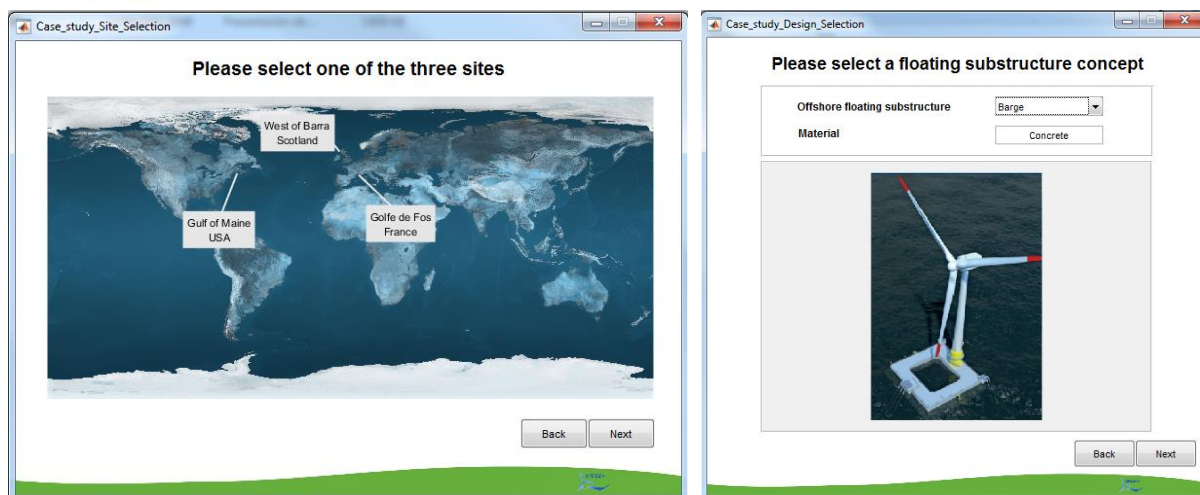 Case_study_Site_Selection
Please select one of the three sites
West of Barra
Scotland
Gulf of Maine
USA
Golfe de Fos
France
Back
Next
Case_study_Design_Selection
Please select a floating substructure concept
Offshore floating substructure
Barge
Material
Concrete
Back
Next